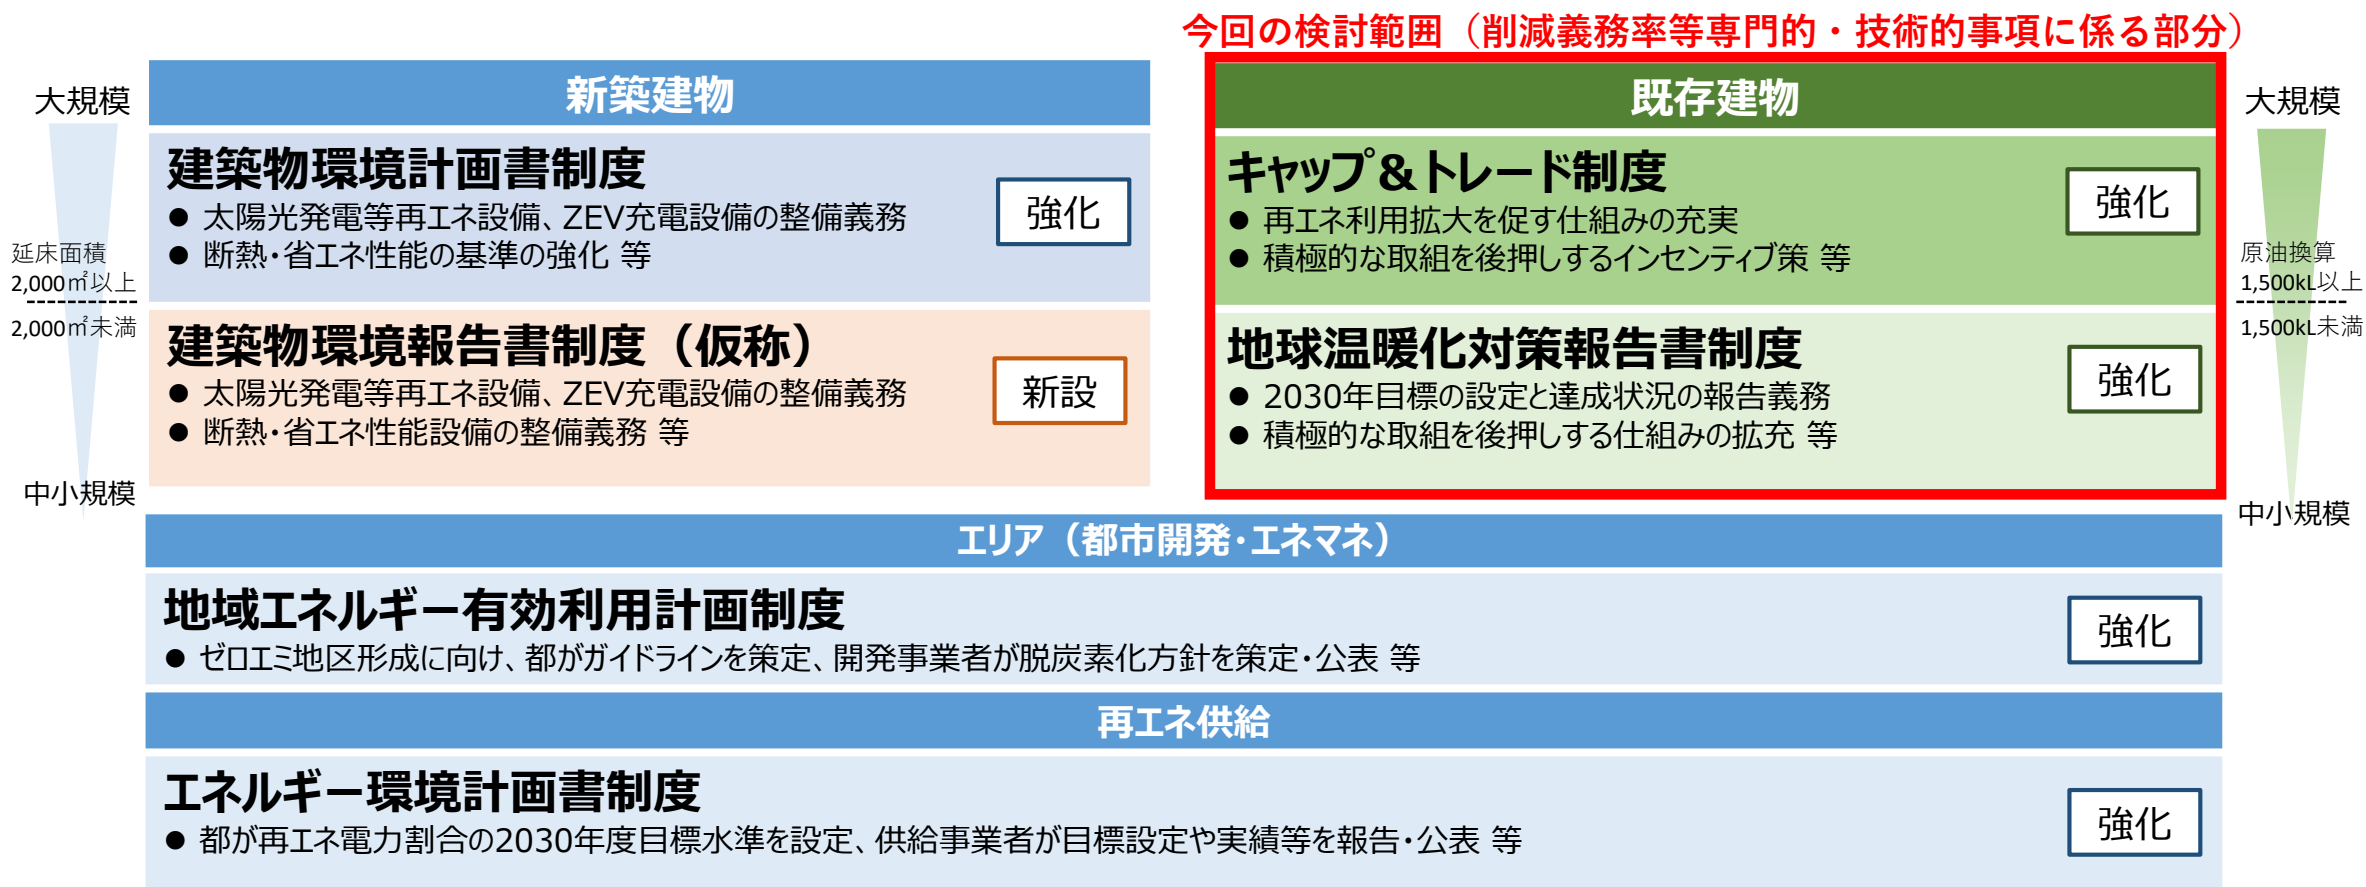 今回の検討範囲（削減義務率等専門的・技術的事項に係る部分）
大規模
延床面積
2,000㎡以上
2,000㎡未満
中小規模
新築建物
建築物環境計画書制度
● 太陽光発電等再エネ設備、ZEV充電設備の整備義務
● 断熱・省エネ性能の基準の強化 等
強化
建築物環境報告書制度（仮称）
● 太陽光発電等再エネ設備、ZEV充電設備の整備義務
● 断熱・省エネ性能設備の整備義務 等
新設
既存建物
キャップ＆トレード制度
● 再エネ利用拡大を促す仕組みの充実
● 積極的な取組を後押しするインセンティブ策 等
強化
地球温暖化対策報告書制度
● 2030年目標の設定と達成状況の報告義務
● 積極的な取組を後押しする仕組みの拡充 等
強化
大規模
原油換算
1,500kL以上
1,500kL未満
中小規模
エリア（都市開発・エネマネ）
地域エネルギー有効利用計画制度
● ゼロエミ地区形成に向け、都がガイドラインを策定、開発事業者が脱炭素化方針を策定・公表 等
強化
再エネ供給
エネルギー環境計画書制度
● 都が再エネ電力割合の2030年度目標水準を設定、供給事業者が目標設定や実績等を報告・公表 等
強化